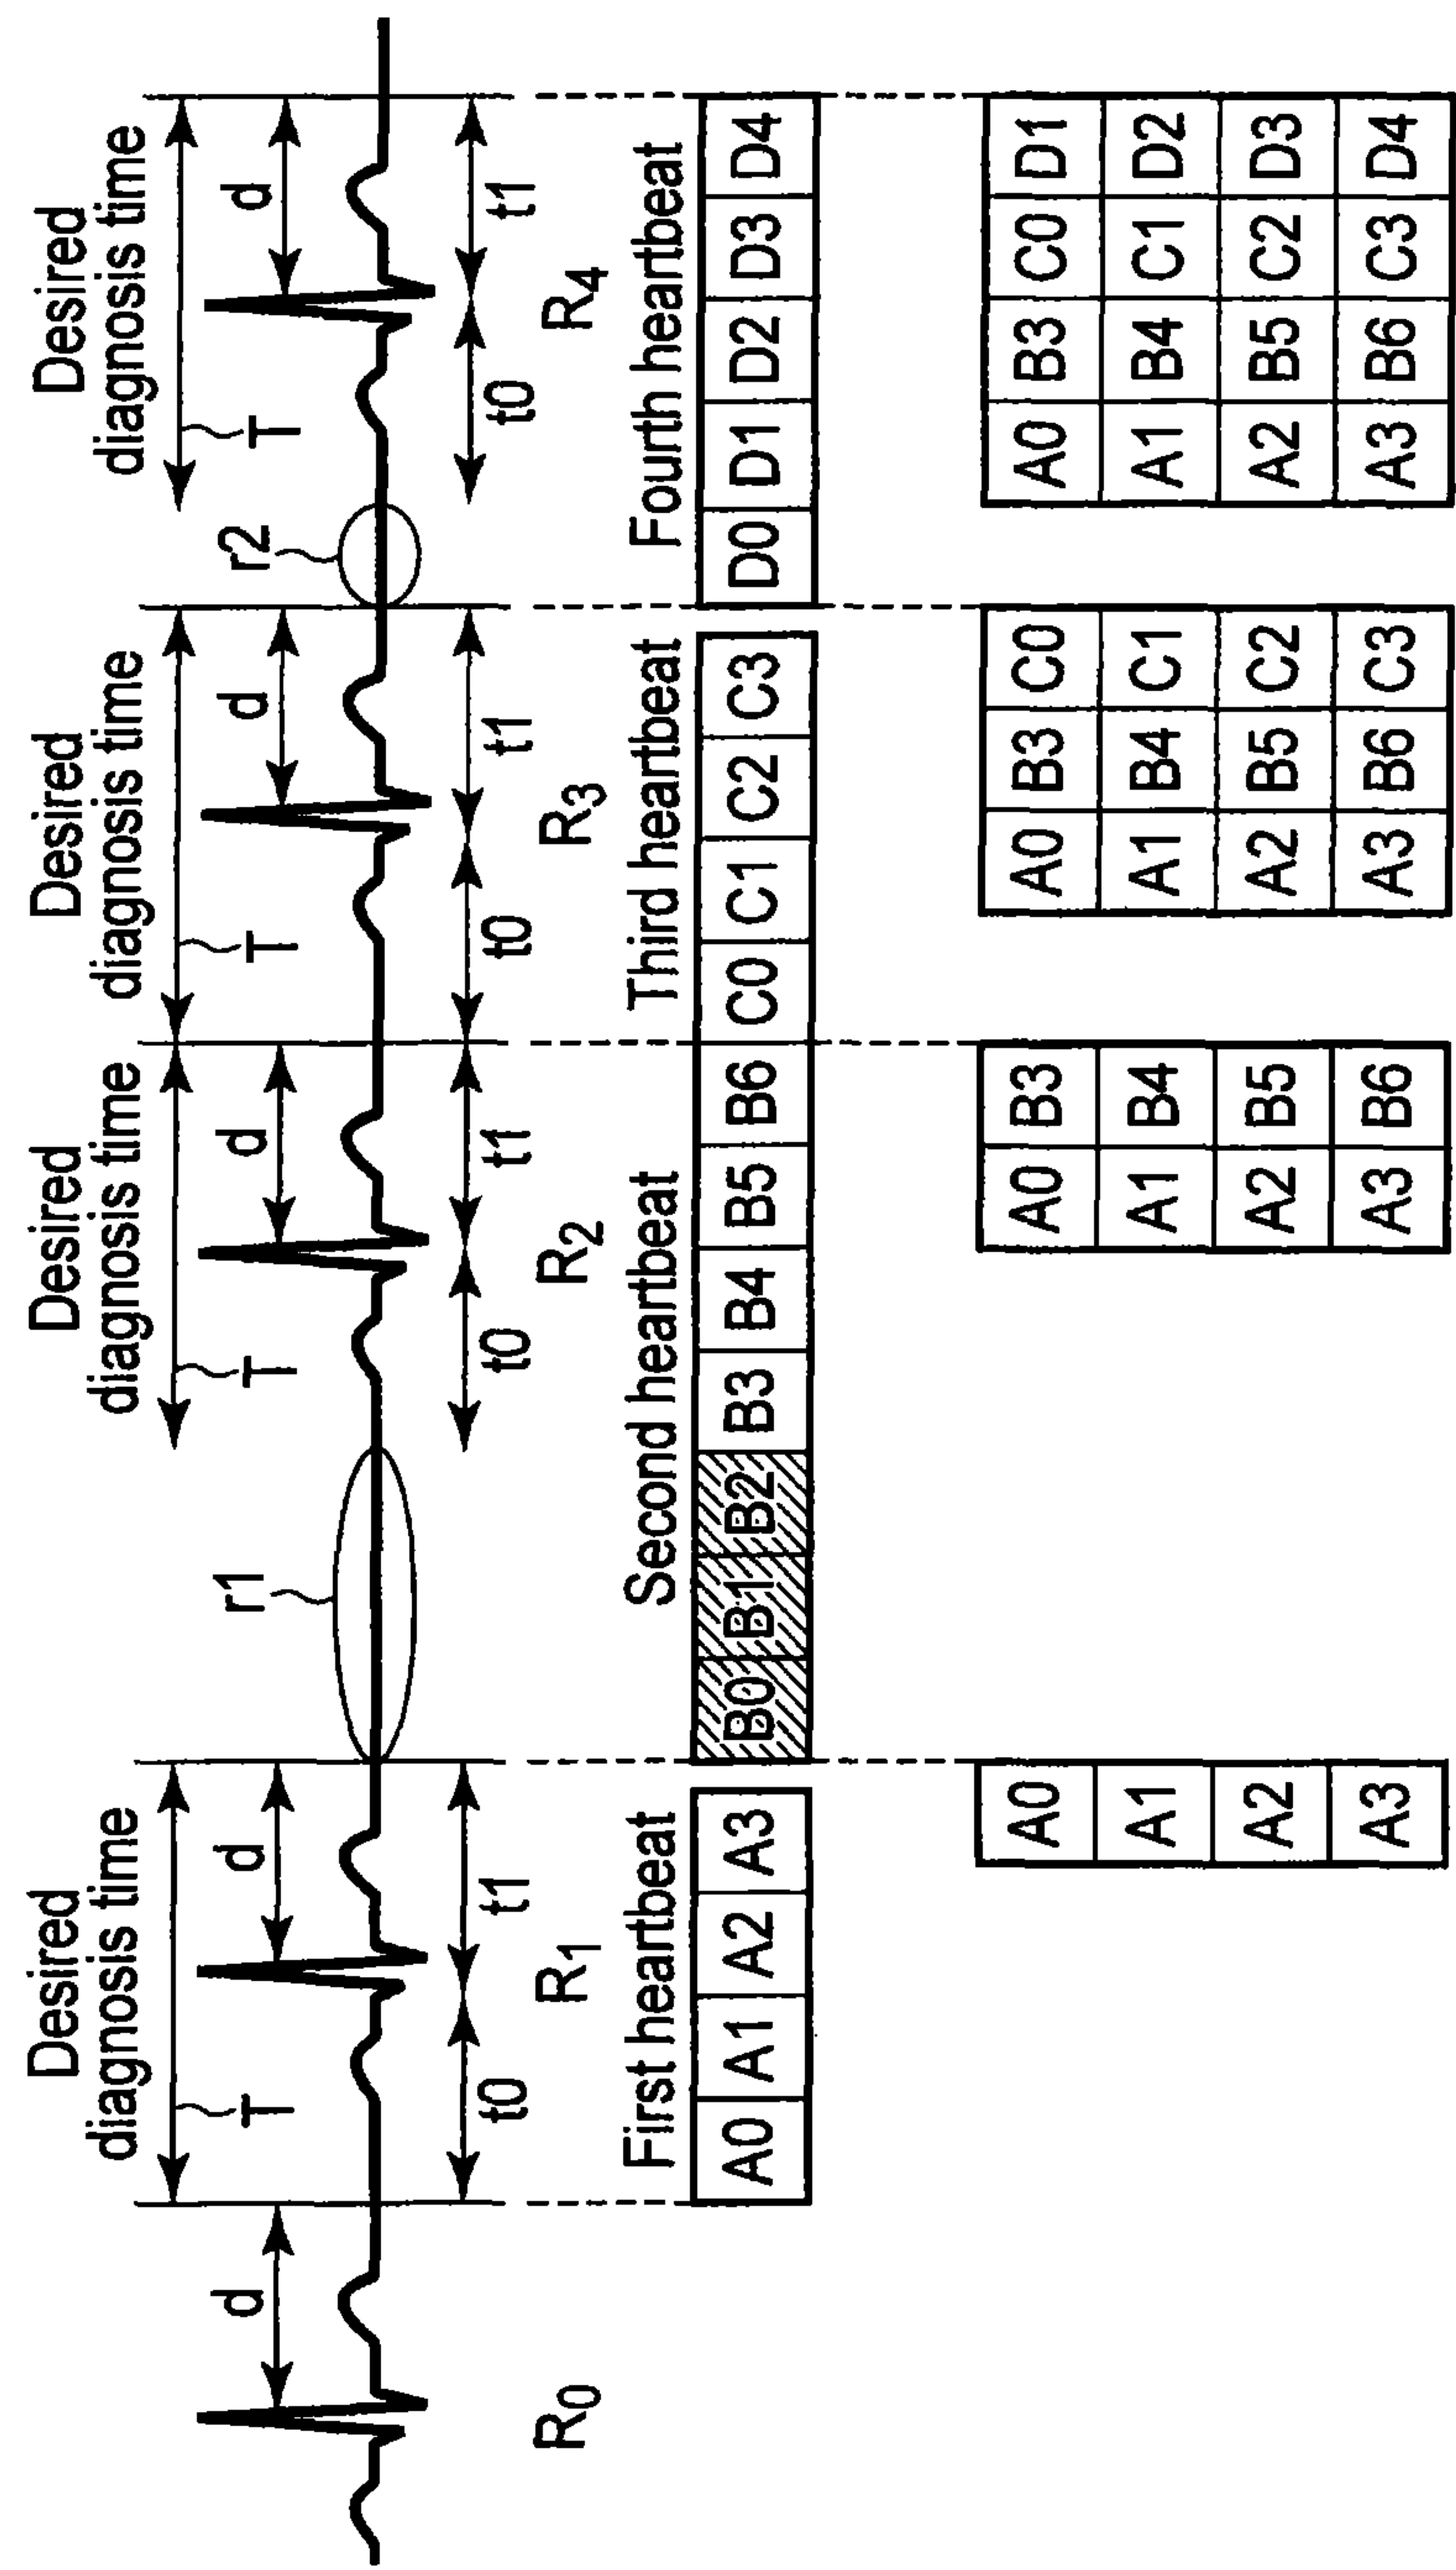 Desired
diagnosis time
Desired
diagnosis time
Desired
diagnosis time
Desired
diagnosis time
T
T
T
T
d
d
r1
d
d
r2
d
t0
t1
t0
t1
t0
t1
t0
t1
R0
R1
R2
R3
R4
First heartbeat
Second heartbeat
Third heartbeat
Fourth heartbeat
A0 A1 A2 A3
B0 B1 B2 B3 B4 B5 B6 C0 C1 C2 C3
D0 D1 D2 D3 D4
A0
A1
A2
A3
A0 B3
A1 B4
A2 B5
A3 B6
A0 B3 C0
A1 B4 C1
A2 B5 C2
A3 B6 C3
A0 B3 C0 D1
A1 B4 C1 D2
A2 B5 C2 D3
A3 B6 C3 D4